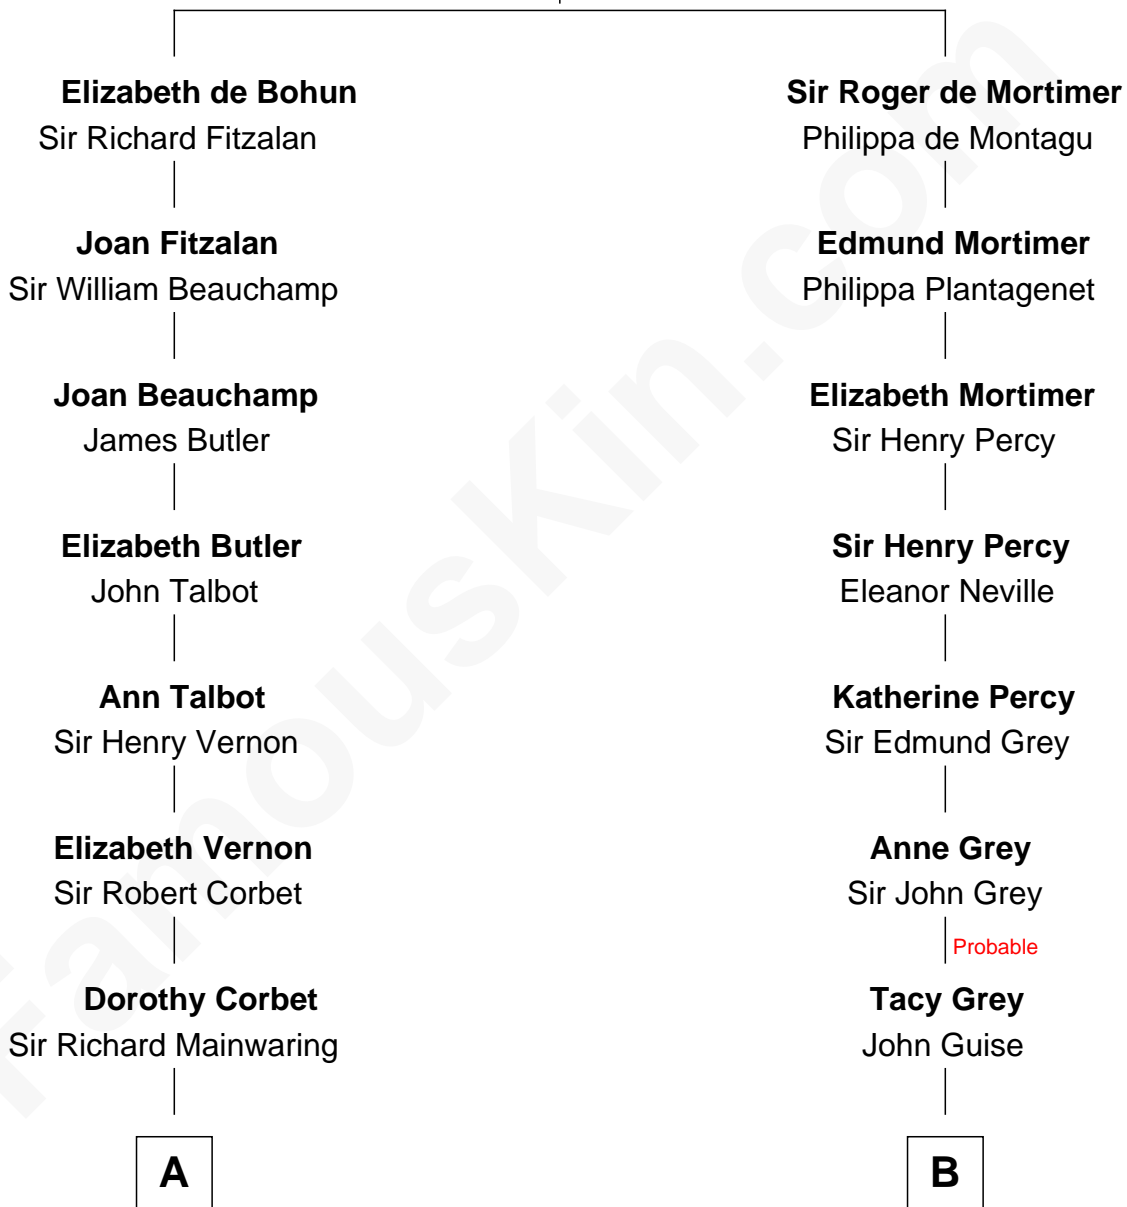 Elizabeth de Bohun
Sir Richard Fitzalan
Joan Fitzalan
Sir William Beauchamp
Joan Beauchamp
James Butler
Elizabeth Butler
John Talbot
Ann Talbot
Sir Henry Vernon
Elizabeth Vernon
Sir Robert Corbet
Dorothy Corbet
Sir Richard Mainwaring
A
Sir Roger de Mortimer
Philippa de Montagu
Edmund Mortimer
Philippa Plantagenet
Elizabeth Mortimer
Sir Henry Percy
Sir Henry Percy
Eleanor Neville
Katherine Percy
Sir Edmund Grey
Anne Grey
Sir John Grey
Probable
Tacy Grey
John Guise
B
FamousKin.com